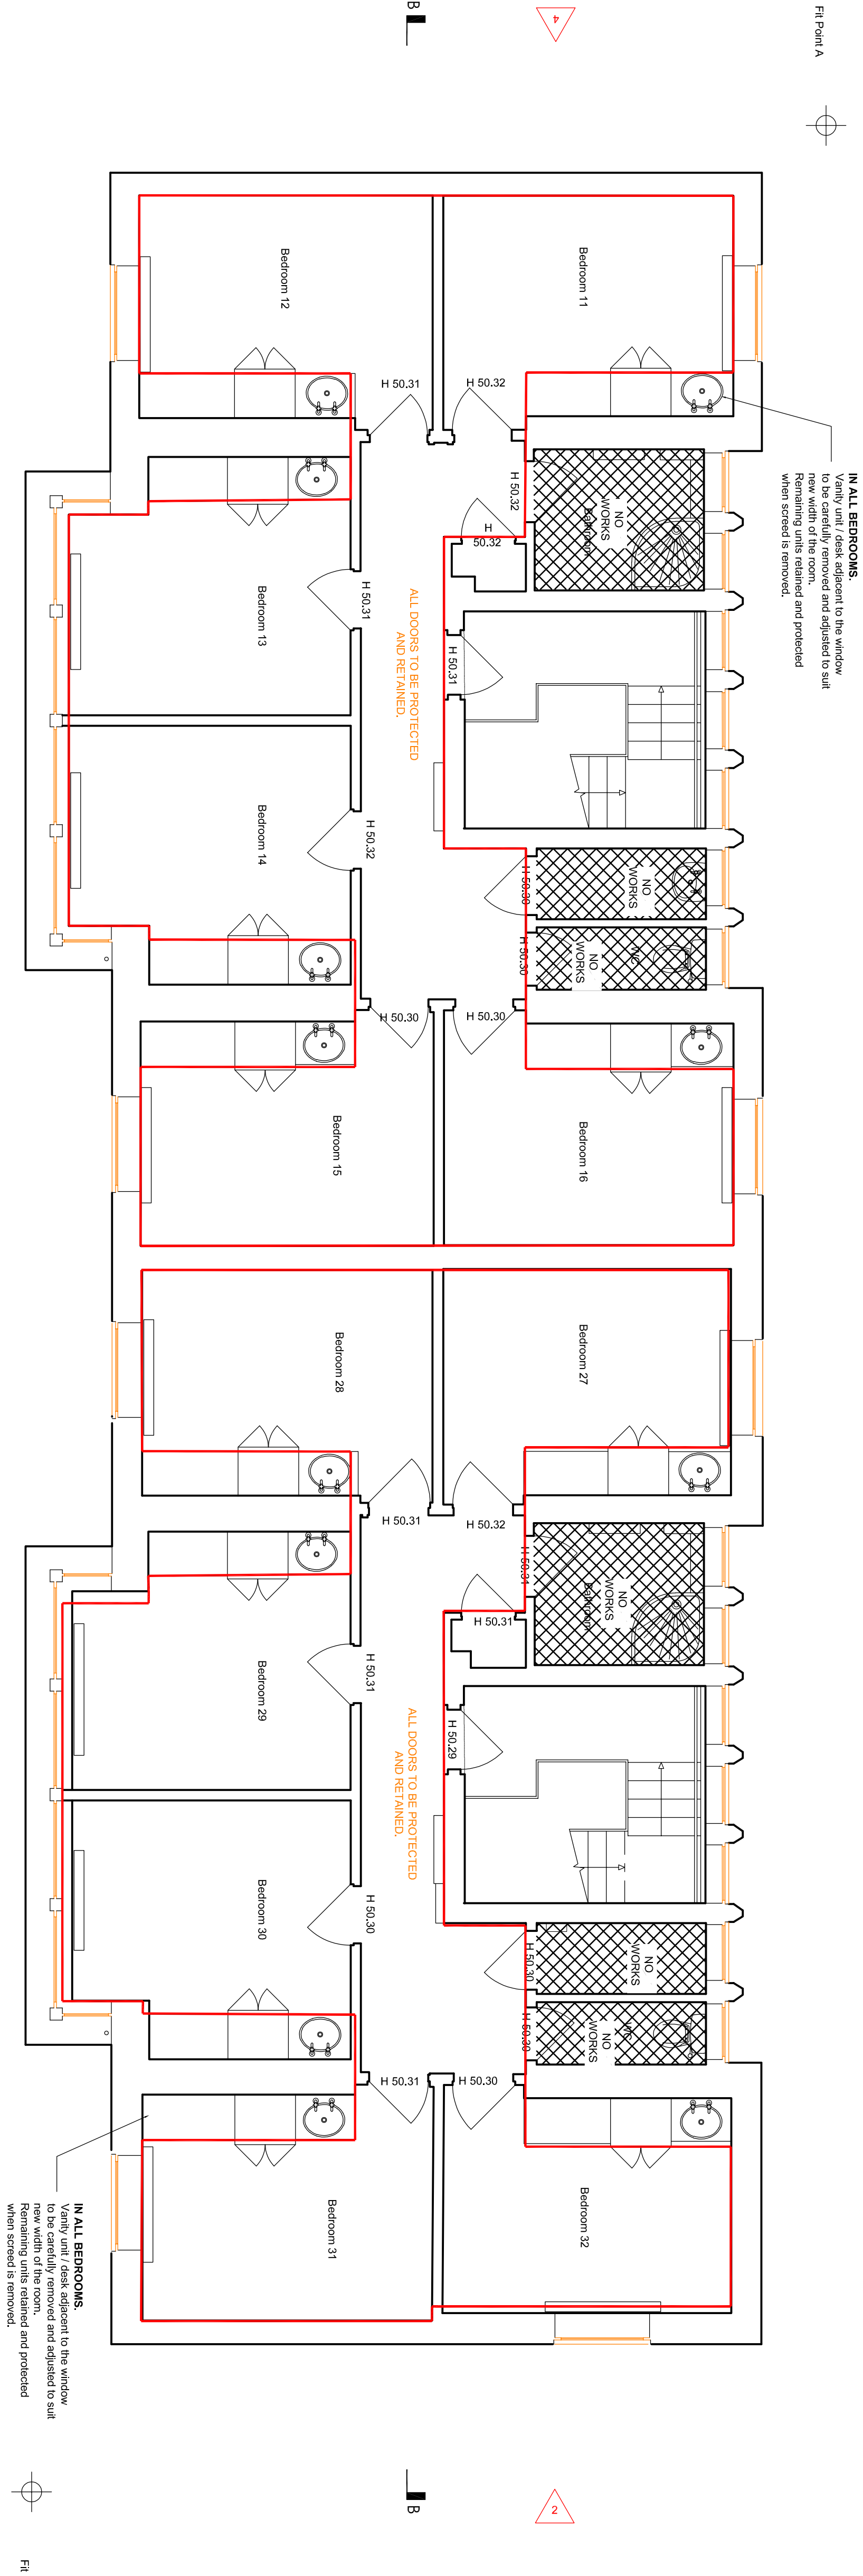 B
4
Fit Point A
IN ALL BEDROOMS.
Vanity unit / desk adjacent to the window
to be carefully removed and adjusted to suit
new width of the room.
Remaining units retained and protected
when screed is removed.
Bedroom 12
Bedroom 11
H 50.31
H 50.32
H 50.32
H
50.32
NO
WORKS
Bathroom
Bedroom 13
H 50.31
ALL DOORS TO BE PROTECTED
AND RETAINED.
H 50.31
Bedroom 14
H 50.32
H 50.30
NO
WORKS
H 50.30
WC
NO
WORKS
H 50.30
H 50.30
Bedroom 15
Bedroom 16
Bedroom 28
Bedroom 27
H 50.31
H 50.32
H 50.31
NO
WORKS
Bathroom
H 50.31
Bedroom 29
H 50.31
ALL DOORS TO BE PROTECTED
AND RETAINED.
H 50.29
Bedroom 30
H 50.30
H 50.30
NO
WORKS
H 50.30
WC
NO
WORKS
H 50.31
H 50.30
Bedroom 31
Bedroom 32
IN ALL BEDROOMS.
Vanity unit / desk adjacent to the window
to be carefully removed and adjusted to suit
new width of the room.
Remaining units retained and protected
when screed is removed.
B
2
Fit